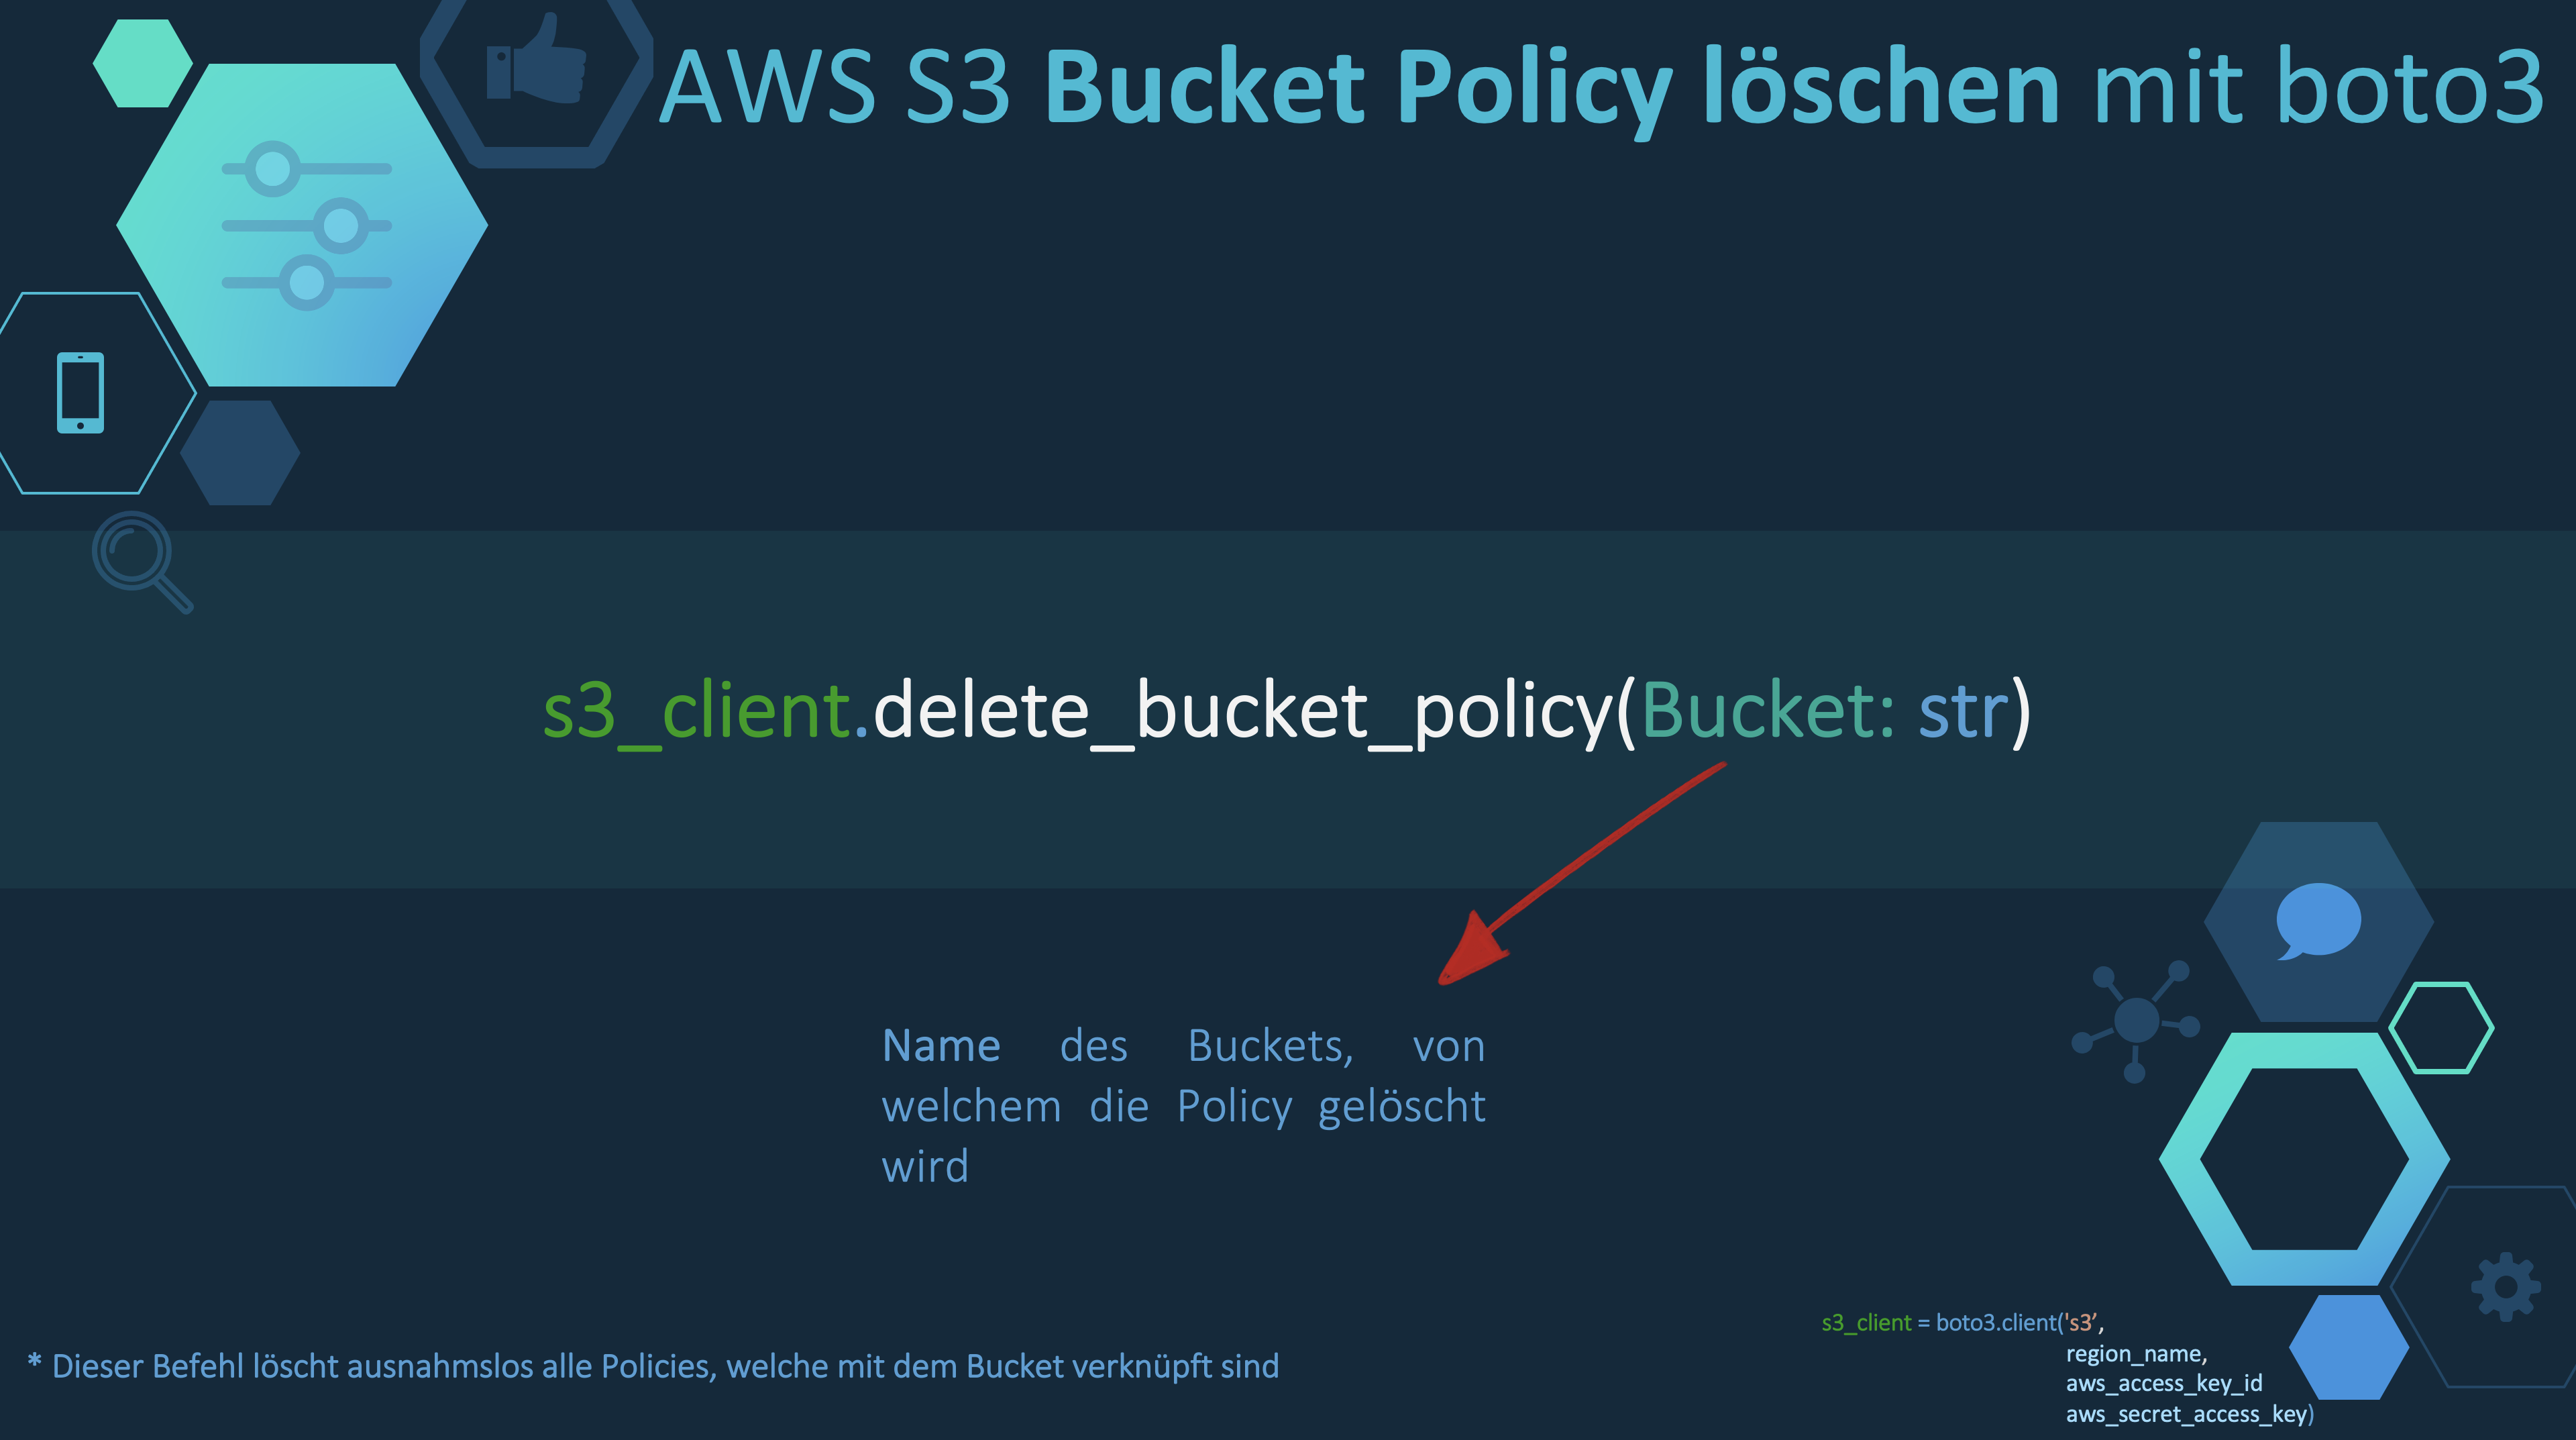 AWS S3 Bucket Policy löschen mit boto3
s3_client.delete_bucket_policy(Bucket: str)
Name des Buckets, von
welchem die Policy gelöscht
wird
* Dieser Befehl löscht ausnahmslos alle Policies, welche mit dem Bucket verknüpft sind
s3_client = boto3.client('s3’,
region_name,
aws_access_key_id
aws_secret_access_key)